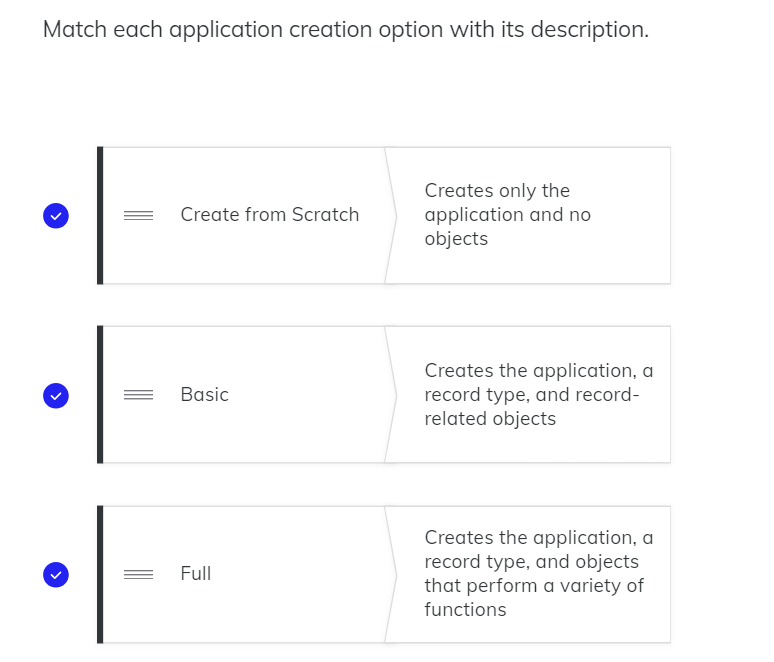 Match each application creation option with its description.
Create from Scratch
Creates only the
application and no
objects
Basic
Creates the application, a
record type, and record-
related objects
Full
Creates the application, a
record type, and objects
that perform a variety of
functions